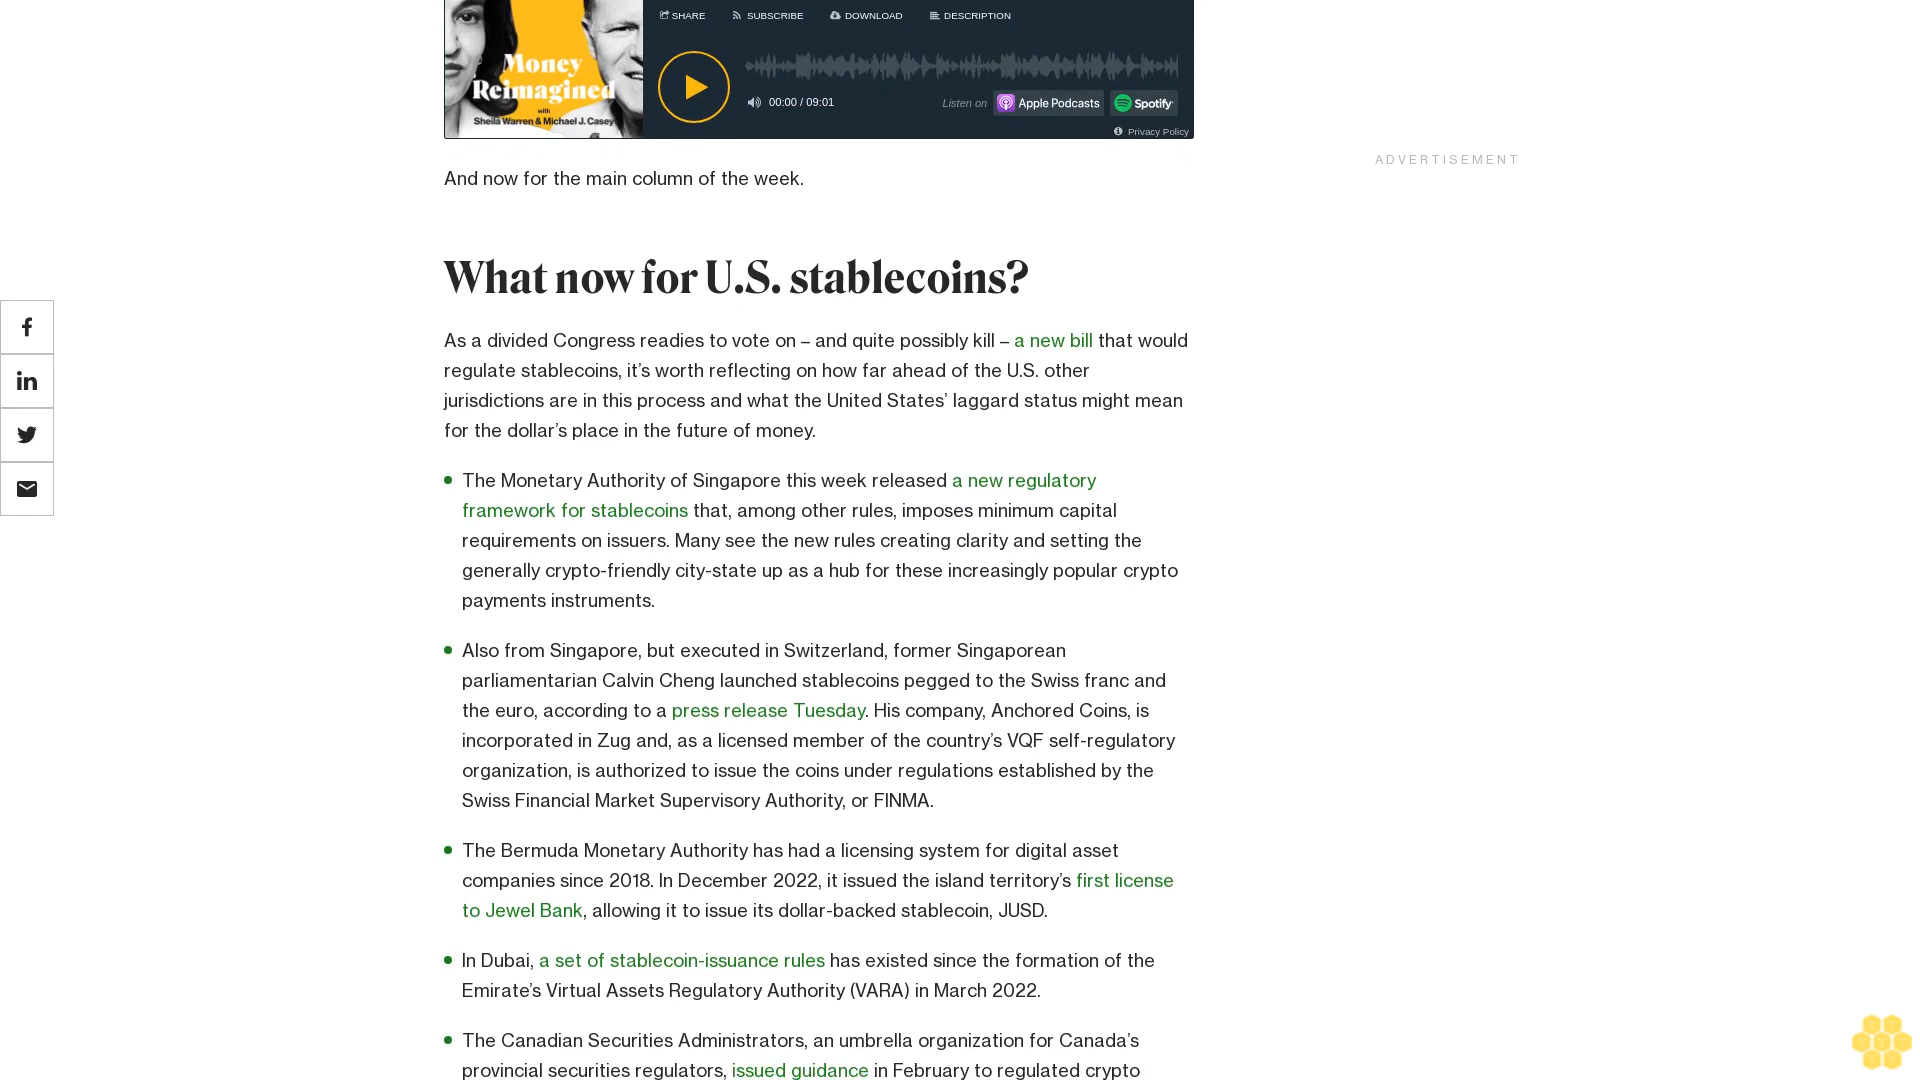 SHARE SUBSCRIBE DOWNLOAD DESCRIPTION
Money
Reimagined
with
Sheila Warren & Michael J. Casey
00:00 / 09:01
Listen on Apple Podcasts Spotify
Privacy Policy
ADVERTISEMENT
And now for the main column of the week.
What now for U.S. stablecoins?
As a divided Congress readies to vote on – and quite possibly kill – a new bill that would
regulate stablecoins, it’s worth reflecting on how far ahead of the U.S. other
jurisdictions are in this process and what the United States’ laggard status might mean
for the dollar’s place in the future of money.
The Monetary Authority of Singapore this week released a new regulatory
framework for stablecoins that, among other rules, imposes minimum capital
requirements on issuers. Many see the new rules creating clarity and setting the
generally crypto-friendly city-state up as a hub for these increasingly popular crypto
payments instruments.
Also from Singapore, but executed in Switzerland, former Singaporean
parliamentarian Calvin Cheng launched stablecoins pegged to the Swiss franc and
the euro, according to a press release Tuesday. His company, Anchored Coins, is
incorporated in Zug and, as a licensed member of the country’s VQF self-regulatory
organization, is authorized to issue the coins under regulations established by the
Swiss Financial Market Supervisory Authority, or FINMA.
The Bermuda Monetary Authority has had a licensing system for digital asset
companies since 2018. In December 2022, it issued the island territory’s first license
to Jewel Bank, allowing it to issue its dollar-backed stablecoin, JUSD.
In Dubai, a set of stablecoin-issuance rules has existed since the formation of the
Emirate’s Virtual Assets Regulatory Authority (VARA) in March 2022.
The Canadian Securities Administrators, an umbrella organization for Canada’s
provincial securities regulators, issued guidance in February to regulated crypto